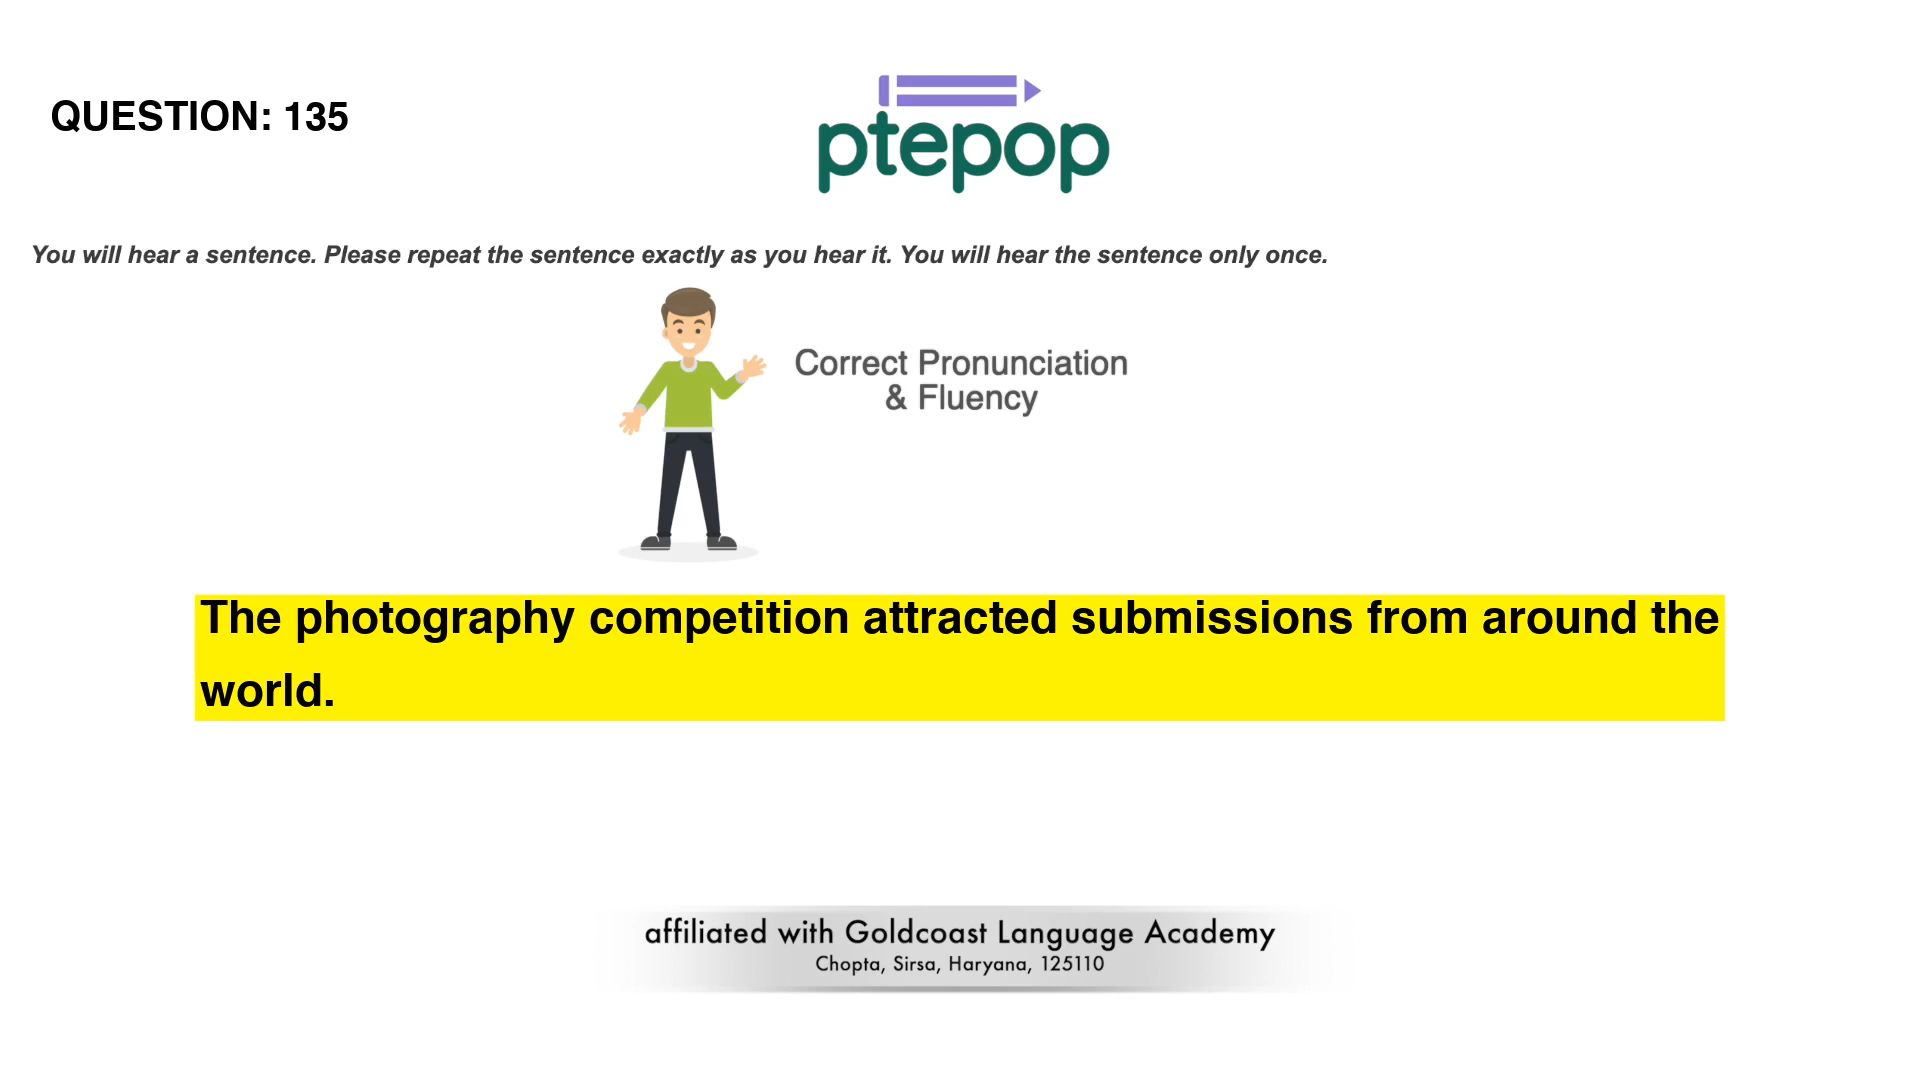 QUESTION: 135
ptepop
You will hear a sentence. Please repeat the sentence exactly as you hear it. You will hear the sentence only once.
Correct Pronunciation
& Fluency
The photography competition attracted submissions from around the
world.
affiliated with Goldcoast Language Academy
Chopta, Sirsa, Haryana, 125110